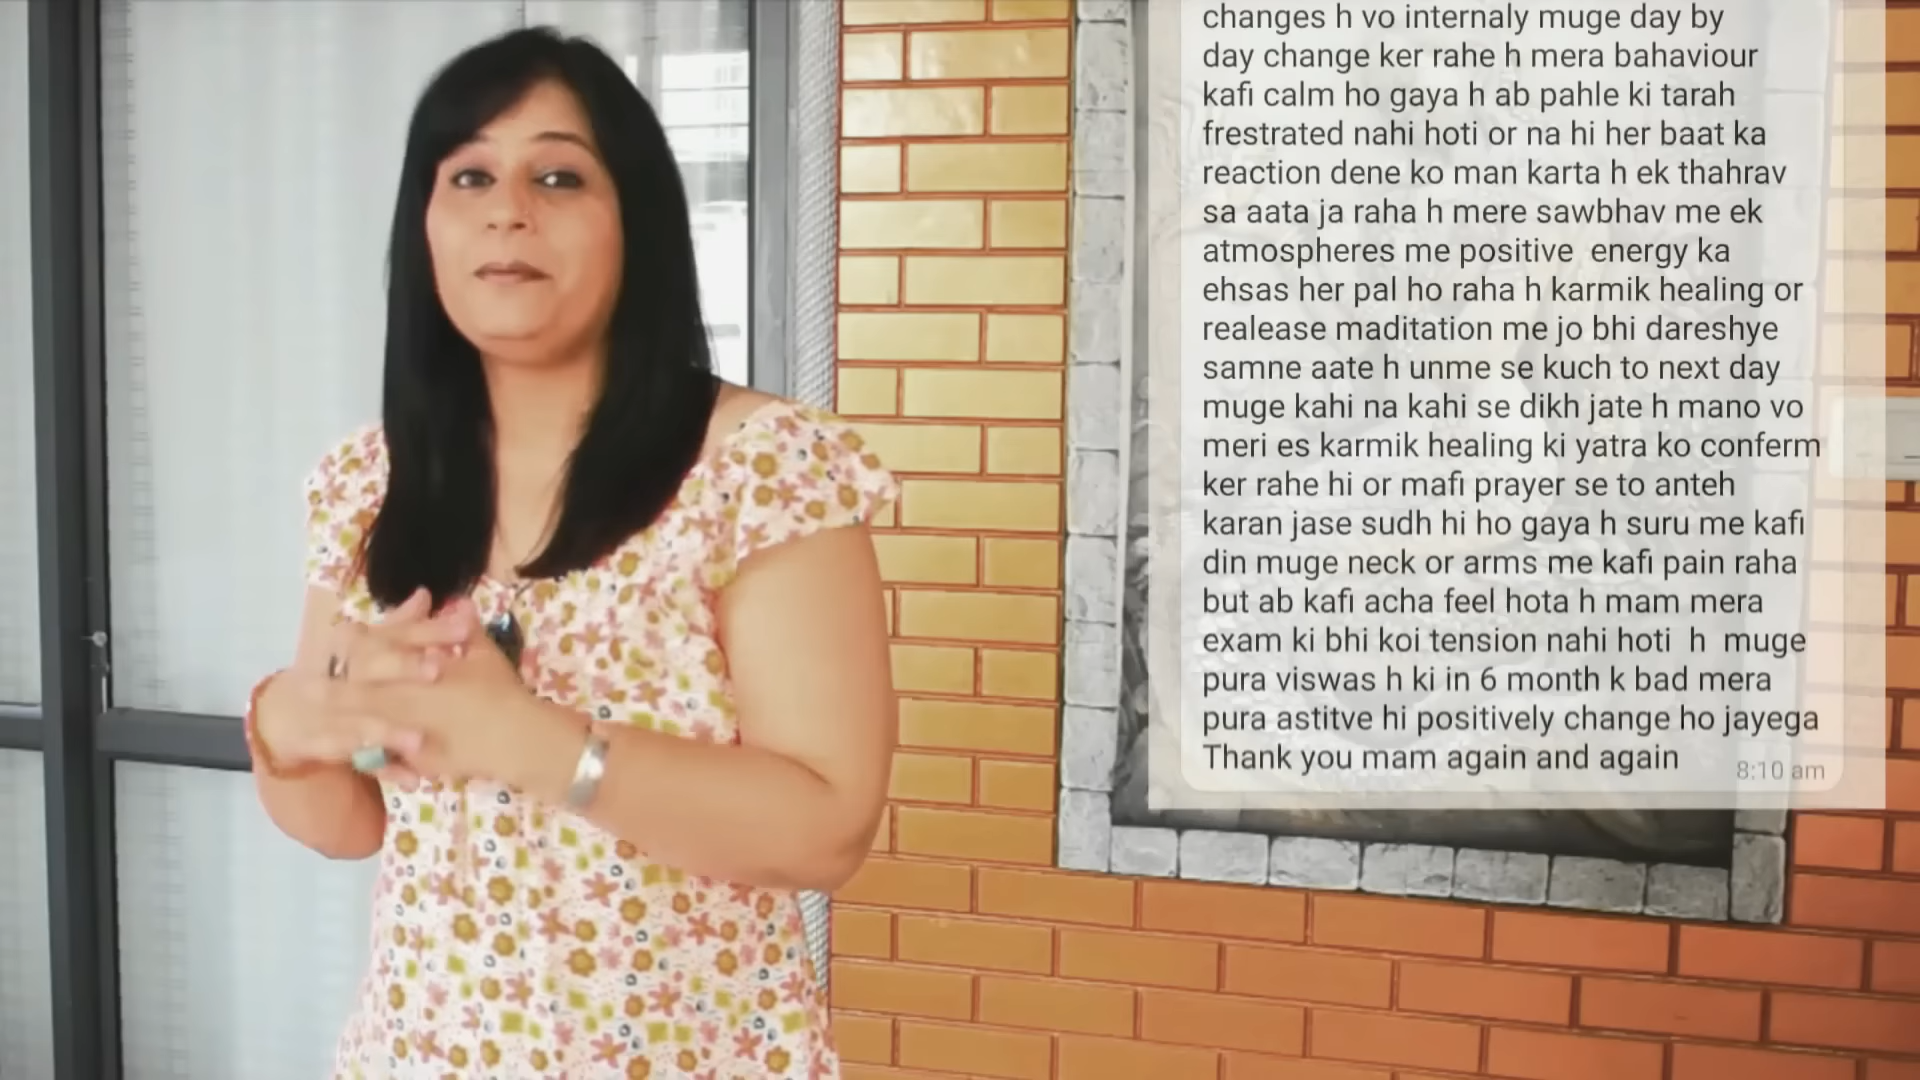 changes h vo internaly muge day by
day change ker rahe h mera bahaviour
kafi calm ho gaya h ab pahle ki tarah
frestrated nahi hoti or na hi her baat ka
reaction dene ko man karta h ek thahrav
sa aata ja raha h mere sawbhav me ek
atmospheres me positive  energy ka
ehsas her pal ho raha h karmik healing or
realease maditation me jo bhi dareshye
samne aate h unme se kuch to next day
muge kahi na kahi se dikh jate h mano vo
meri es karmik healing ki yatra ko conferm
ker rahe hi or mafi prayer se to anteh
karan jase sudh hi ho gaya h suru me kafi
din muge neck or arms me kafi pain raha
but ab kafi acha feel hota h mam mera
exam ki bhi koi tension nahi hoti  h  muge
pura viswas h ki in 6 month k bad mera
pura astitve hi positively change ho jayega
Thank you mam again and again
8:10 am